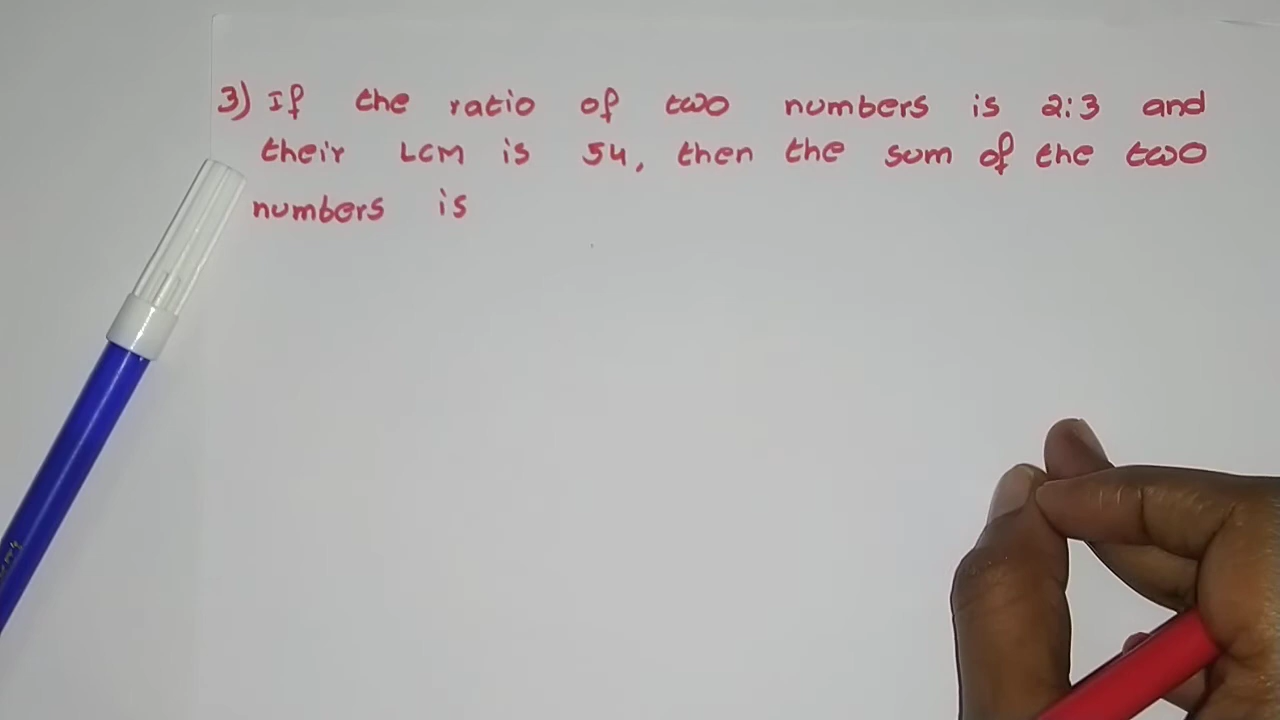 3) If the ratio of two numbers is 2:3 and
their LCM is 54, then the sum of the two
numbers is